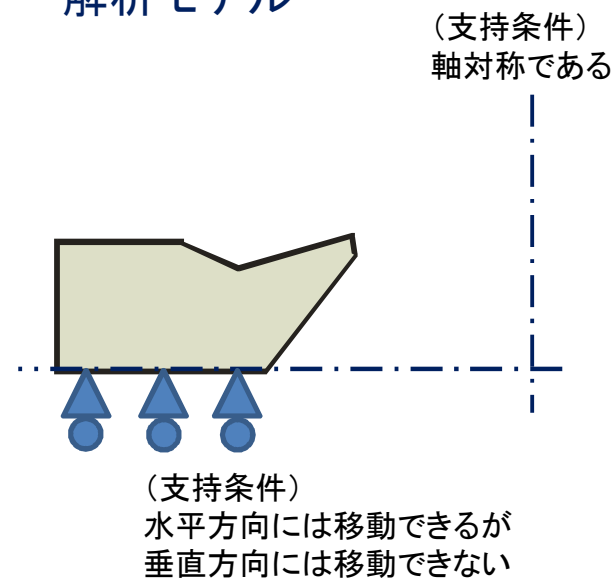 解析モデル
（支持条件）
軸対称である
（支持条件）
水平方向には移動できるが
垂直方向には移動できない